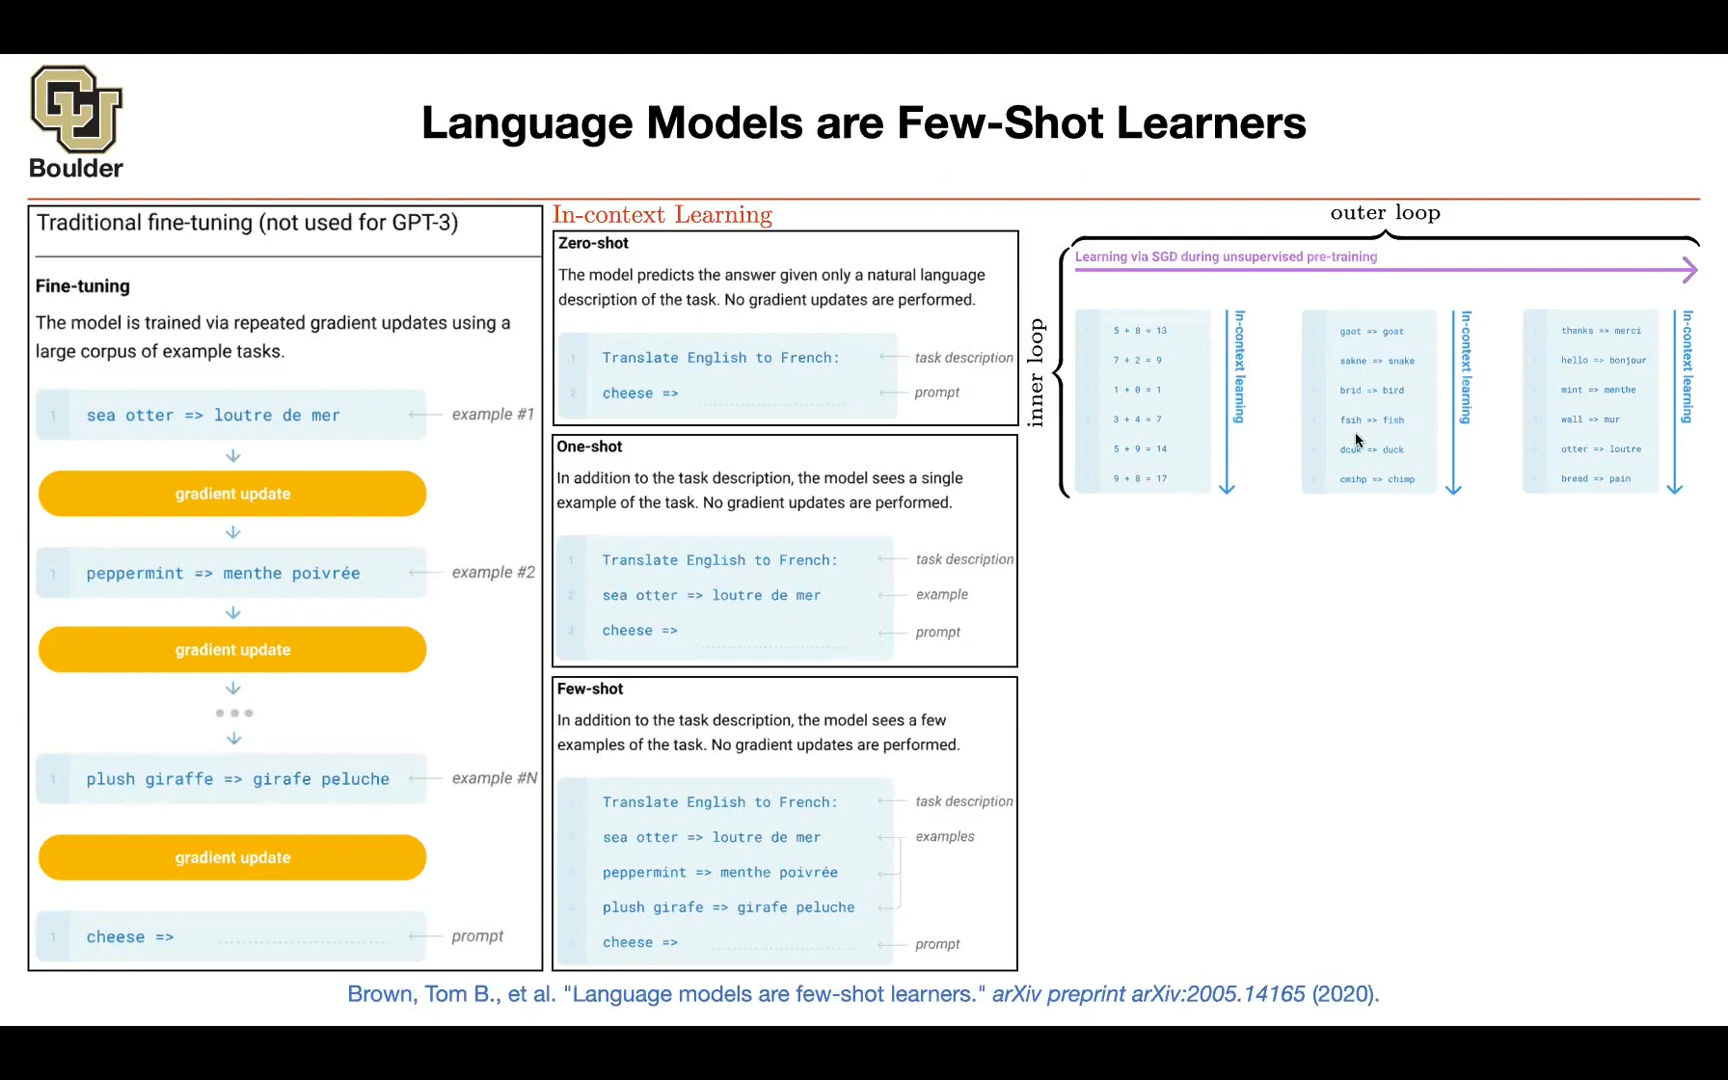 CU
Boulder
Language Models are Few-Shot Learners
Traditional fine-tuning (not used for GPT-3)
Fine-tuning
The model is trained via repeated gradient updates using a
large corpus of example tasks.
1 sea otter => loutre de mer example #1
gradient update
1 peppermint => menthe poivrée example #2
gradient update
1 plush giraffe => girafe peluche example #N
gradient update
1 cheese => prompt
In-context Learning
Zero-shot
The model predicts the answer given only a natural language
description of the task. No gradient updates are performed.
1 Translate English to French: task description
2 cheese => prompt
One-shot
In addition to the task description, the model sees a single
example of the task. No gradient updates are performed.
1 Translate English to French: task description
2 sea otter => loutre de mer example
3 cheese => prompt
Few-shot
In addition to the task description, the model sees a few
examples of the task. No gradient updates are performed.
Translate English to French: task description
sea otter => loutre de mer examples
peppermint => menthe poivrée
plush girafe => girafe peluche
cheese => prompt
outer loop
Learning via SGD during unsupervised pre-training
inner loop
5 + 8 = 13
7 + 2 = 9
1 + 0 = 1
3 + 4 = 7
5 + 9 = 14
9 + 8 = 17
In-context learning
gaot => goat
sakne => snake
brid => bird
fsih => fish
dcuk => duck
cmihp => chimp
In-context learning
thanks => merci
hello => bonjour
mint => menthe
wall => mur
otter => loutre
bread => pain
In-context learning
Brown, Tom B., et al. "Language models are few-shot learners." arXiv preprint arXiv:2005.14165 (2020).